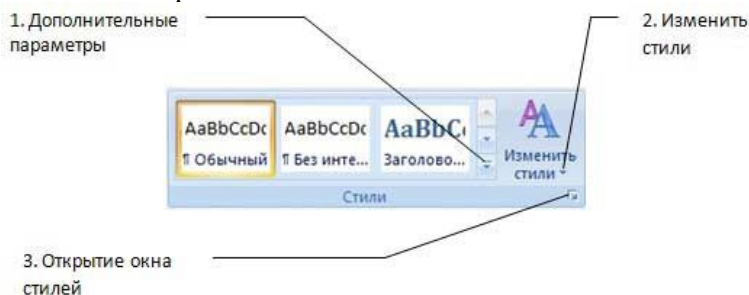 1. Дополнительные
параметры
2. Изменить
стили
AaBbCcDc AaBbCcDc AaBbC
¶ Обычный ¶ Без инте... Заголово...
Изменить
стили
Стили
3. Открытие окна
стилей